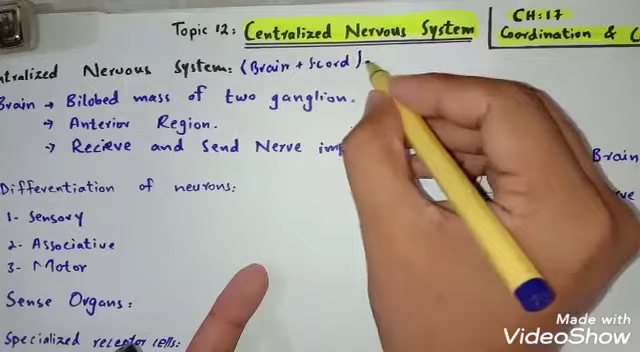 Topic 12: Centralized Nervous System
CH:17
Coordination &
ntralized Nervous System: (Brain + Scord)
Brain → Bilobed mass of two ganglion.
→ Anterior Region.
→ Recieve and Send Nerve im
Brain
ve
Differentiation of neurons:
1- Sensory
2- Associative
3- Motor
Sense Organs:
Specialized receptor cells:
Made with
VideoShow